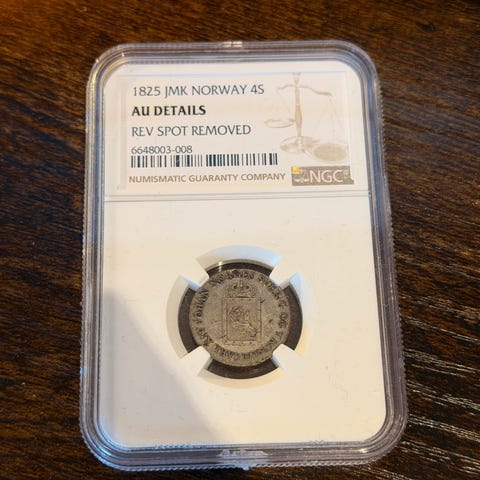 1825 JMK NORWAY 4S
AU DETAILS
REV SPOT REMOVED
6648003-008
NUMISMATIC GUARANTY COMPANY
NGC